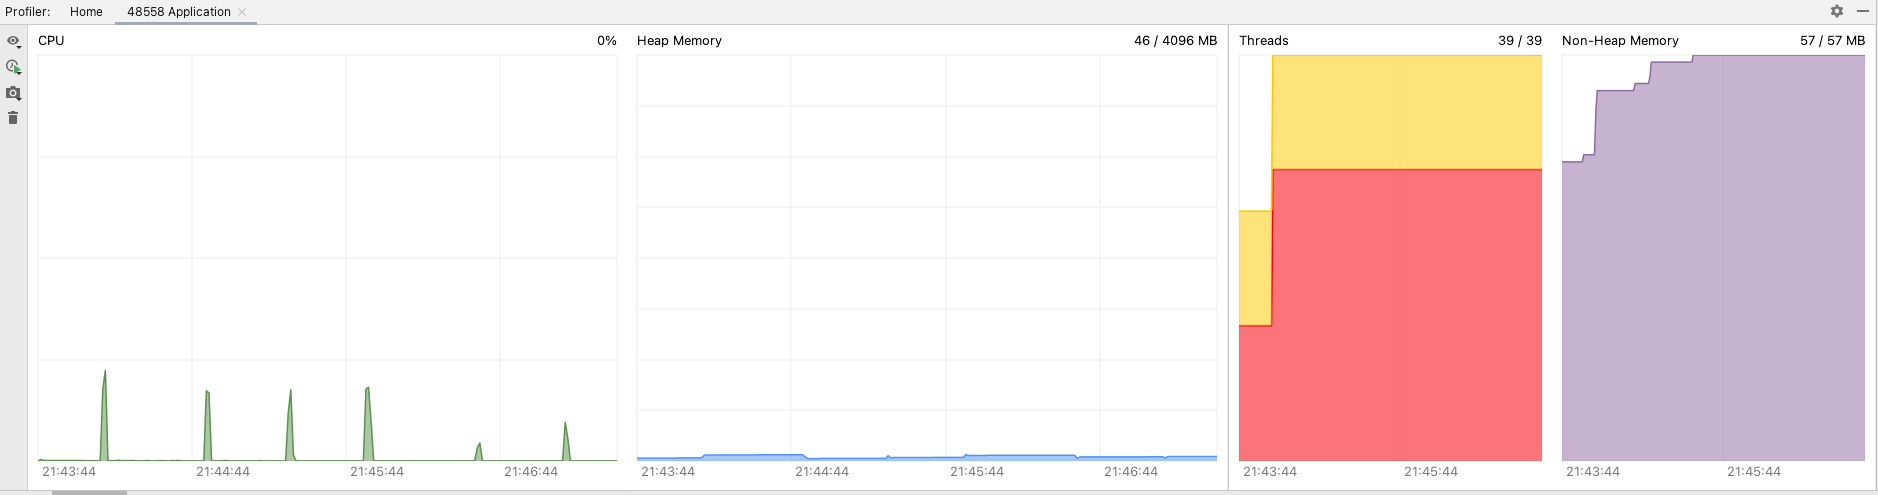 Profiler: Home 48558 Application
CPU 0% Heap Memory 46 / 4096 MB Threads 39 / 39 Non-Heap Memory 57 / 57 MB
21:43:44 21:44:44 21:45:44 21:46:44 21:43:44 21:44:44 21:45:44 21:46:44 21:43:44 21:45:44 21:43:44 21:45:44